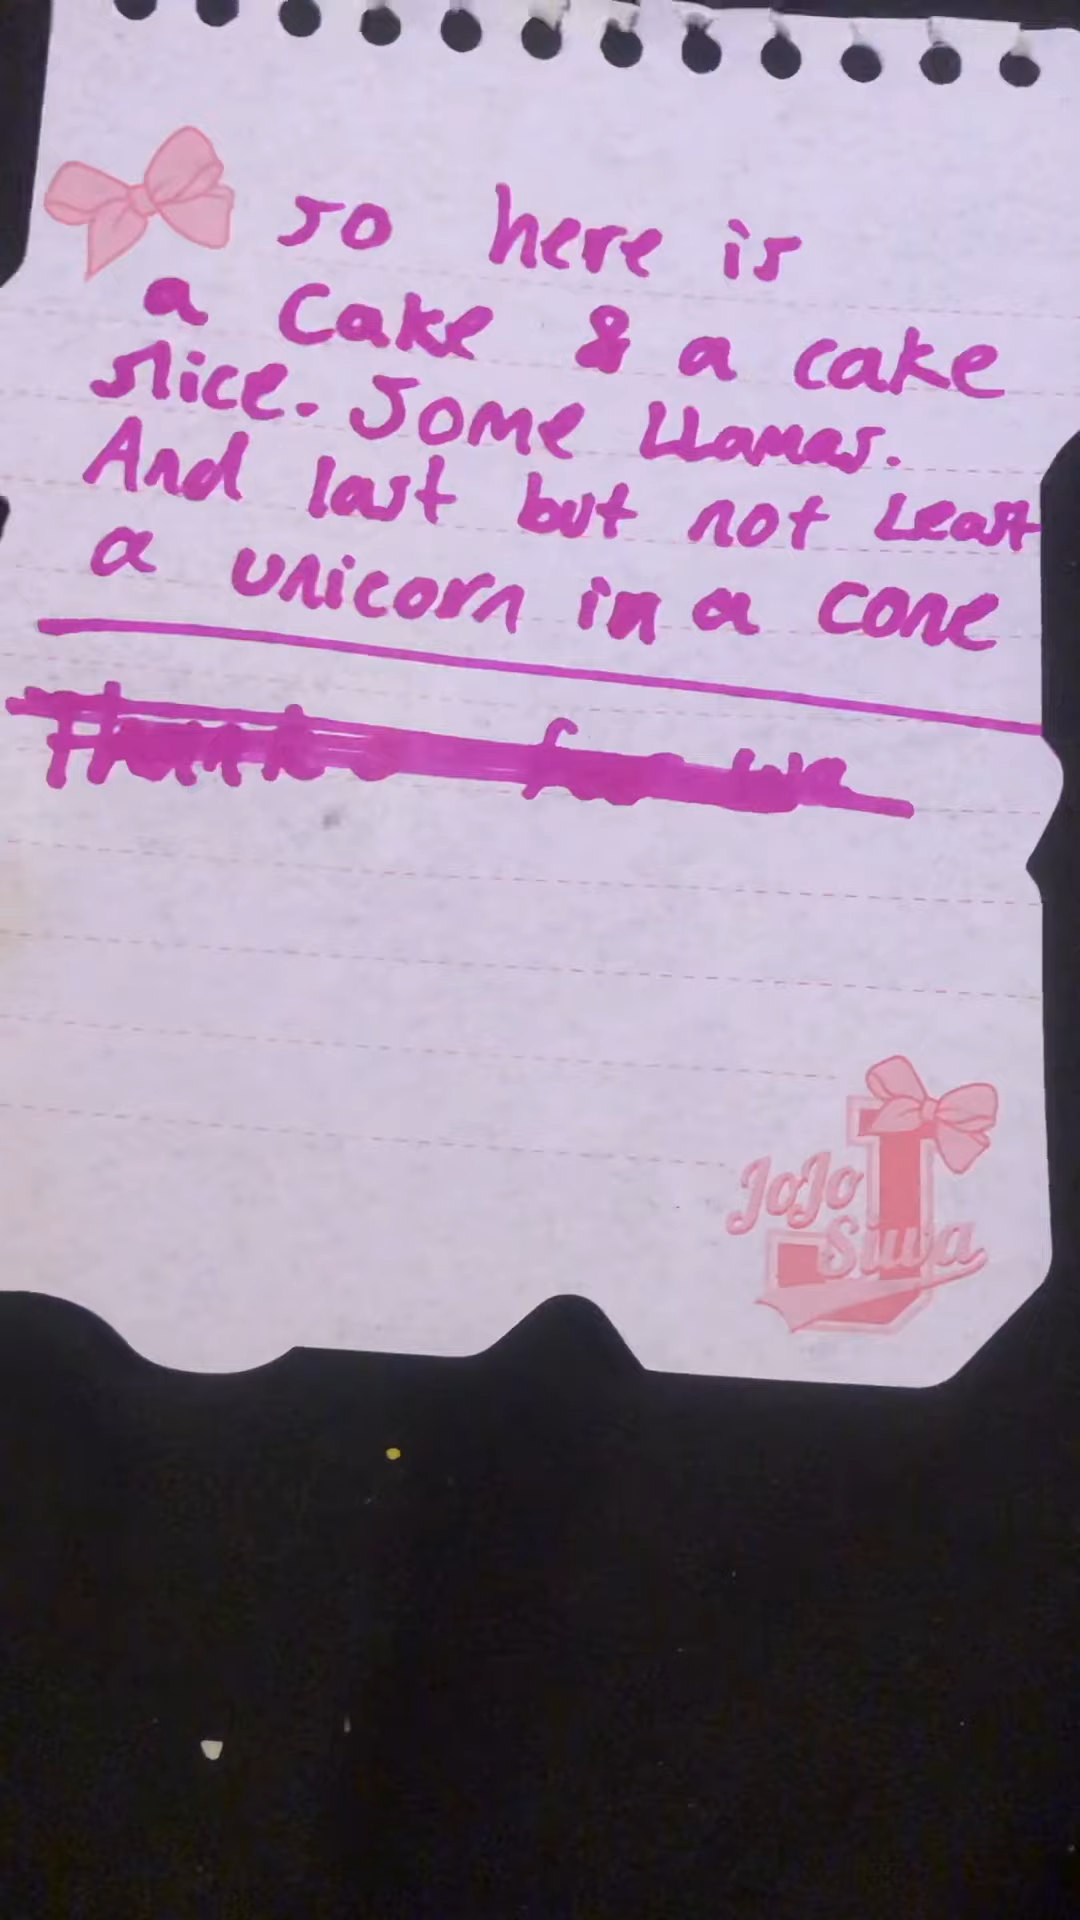 so here is
a cake & a cake
slice. Some LLamas.
And last but not Least
a unicorn in a cone
JoJo
Siwa